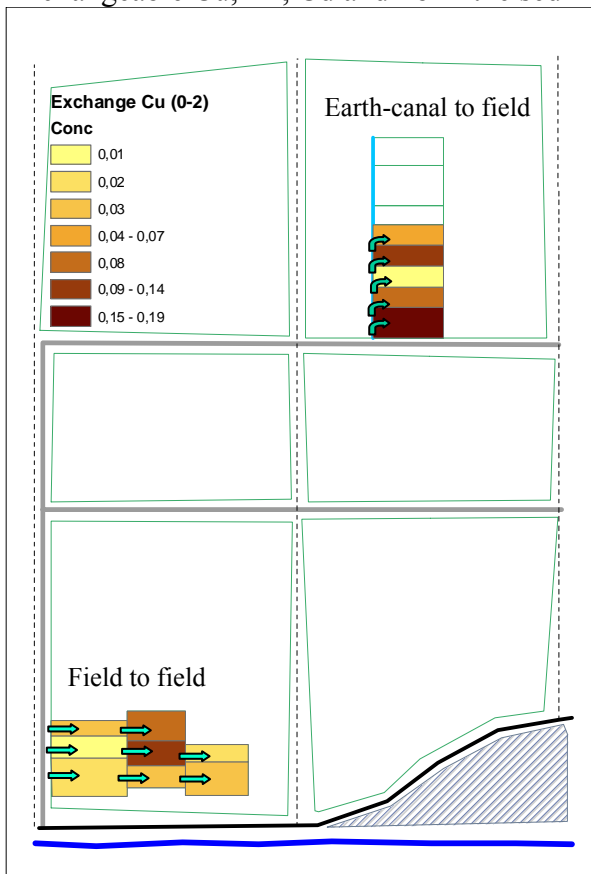 Exchange Cu (0-2)
Conc
0,01
0,02
0,03
0,04 - 0,07
0,08
0,09 - 0,14
0,15 - 0,19
Earth-canal to field
Field to field